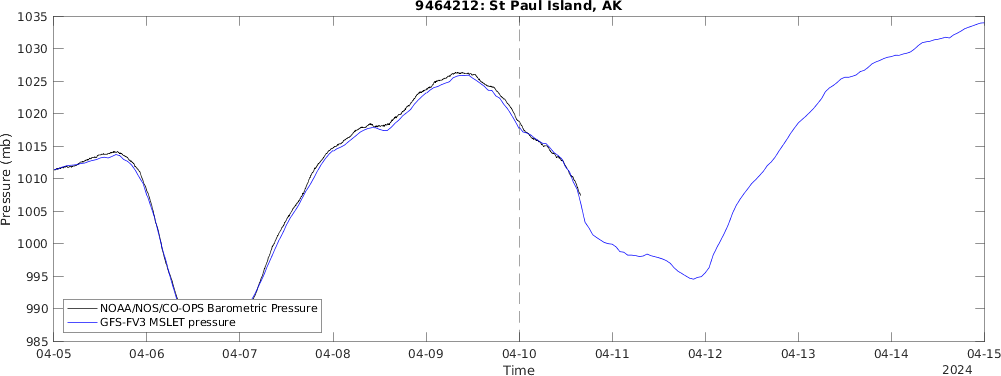 9464212: St Paul Island, AK
Pressure (mb)
1035
1030
1025
1020
1015
1010
1005
1000
995
990
985
NOAA/NOS/CO-OPS Barometric Pressure
GFS-FV3 MSLET pressure
04-05 04-06 04-07 04-08 04-09 04-10 04-11 04-12 04-13 04-14 04-15
Time
2024